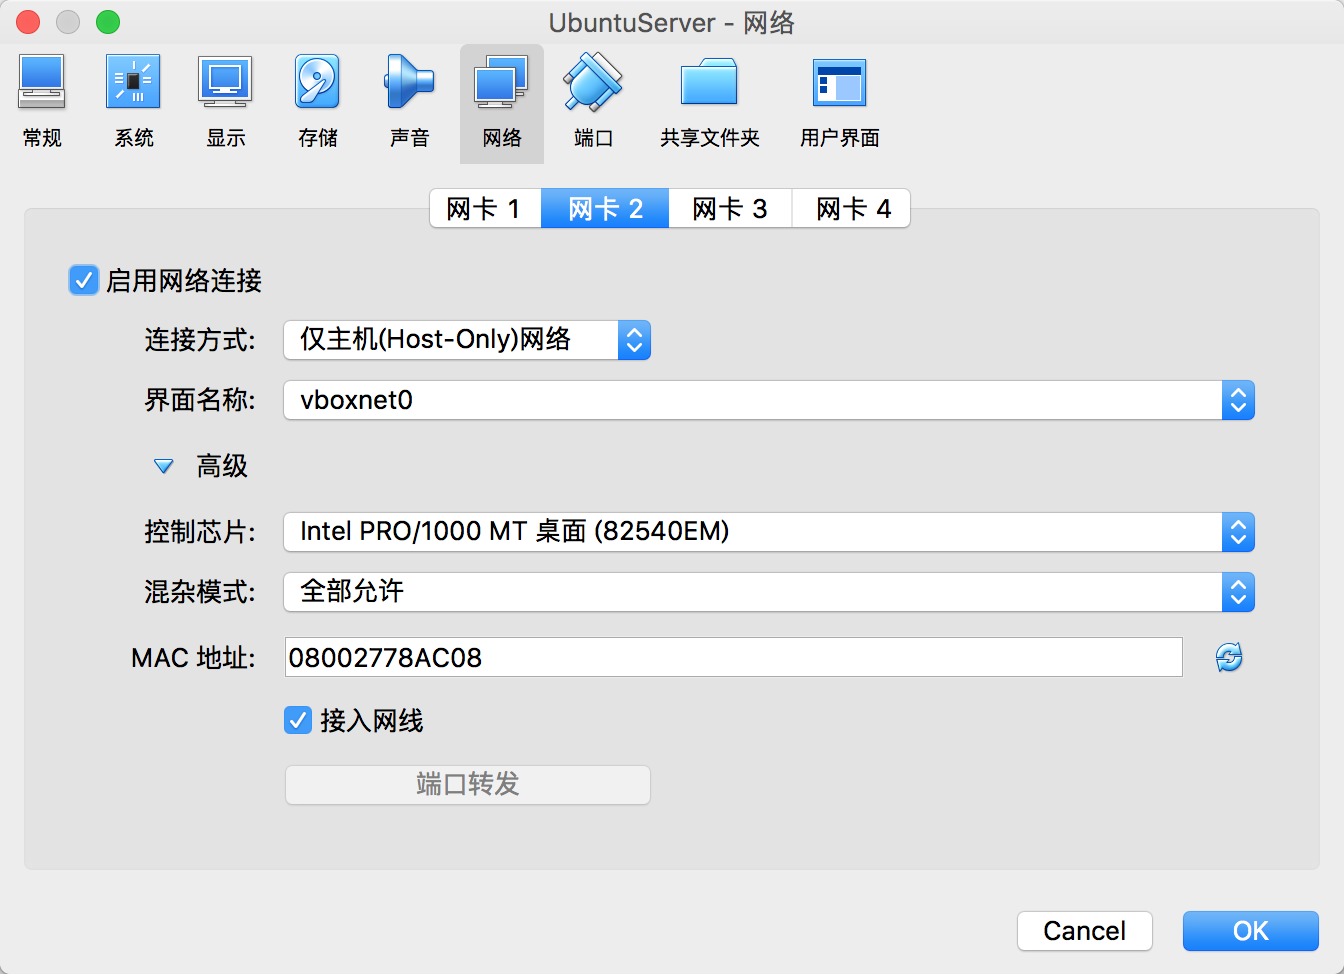 UbuntuServer - 网络
常规 系统 显示 存储 声音 网络 端口 共享文件夹 用户界面
网卡 1 网卡 2 网卡 3 网卡 4
启用网络连接
连接方式: 仅主机(Host-Only)网络
界面名称: vboxnet0
高级
控制芯片: Intel PRO/1000 MT 桌面 (82540EM)
混杂模式: 全部允许
MAC 地址: 08002778AC08
接入网线
端口转发
Cancel OK